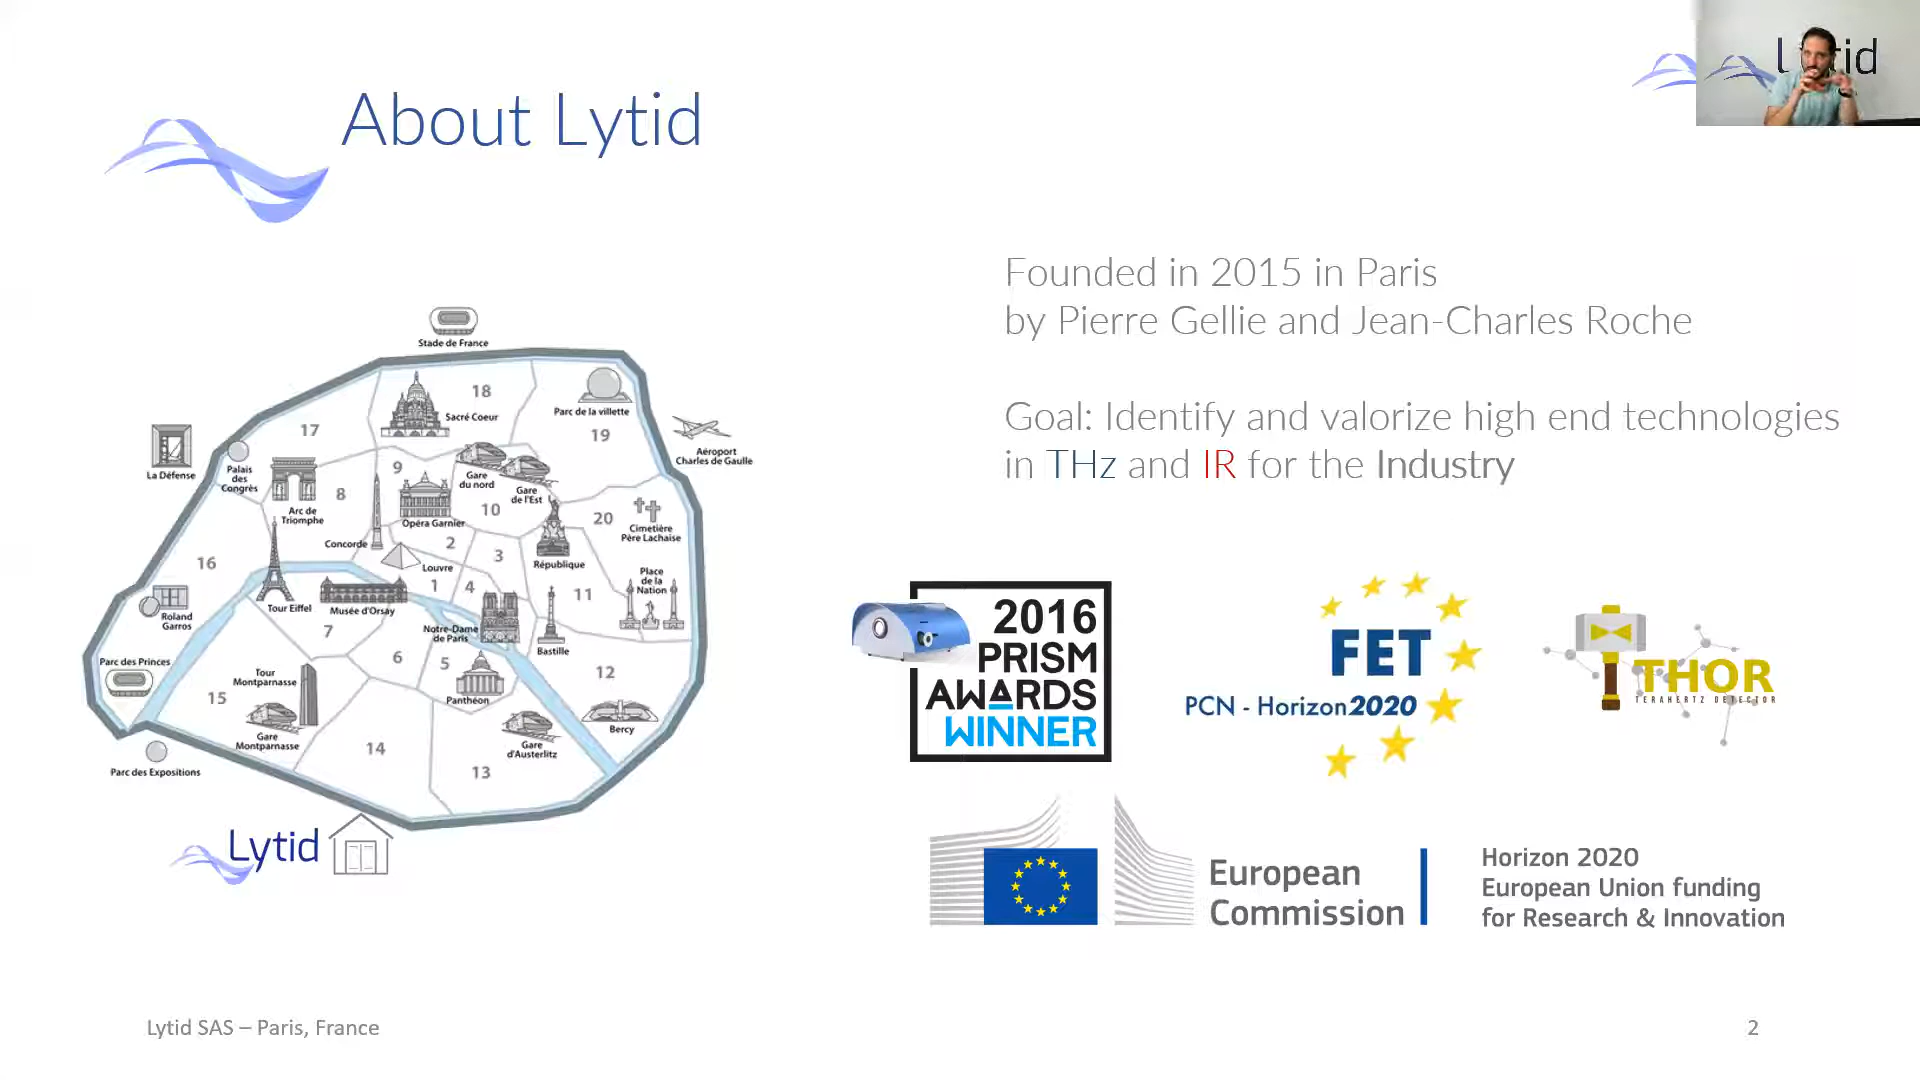 About Lytid
Lytid
Founded in 2015 in Paris
by Pierre Gellie and Jean-Charles Roche
Goal: Identify and valorize high end technologies
in THz and IR for the Industry
Stade de France
18
Sacré Coeur
Parc de la villette
19
17
Aéroport
Charles de Gaulle
La Défense
Palais
des
Congrès
9
Gare
du nord
Gare
de l'Est
8
Arc de
Triomphe
Opéra Garnier
10
20
Cimetière
Père Lachaise
Concorde
2
3
République
16
Louvre
1
4
11
Place
de la
Nation
Tour Eiffel
Musée d'Orsay
Roland
Garros
7
Notre-Dame
de Paris
Bastille
Parc des Princes
6
5
12
Tour
Montparnasse
15
Panthéon
Bercy
Gare
Montparnasse
14
Gare
d'Austerlitz
13
Parc des Expositions
Lytid
2016
PRISM
AWARDS
WINNER
FET
PCN - Horizon2020
THOR
TERAHERTZ DETECTOR
European
Commission
Horizon 2020
European Union funding
for Research & Innovation
Lytid SAS – Paris, France
2